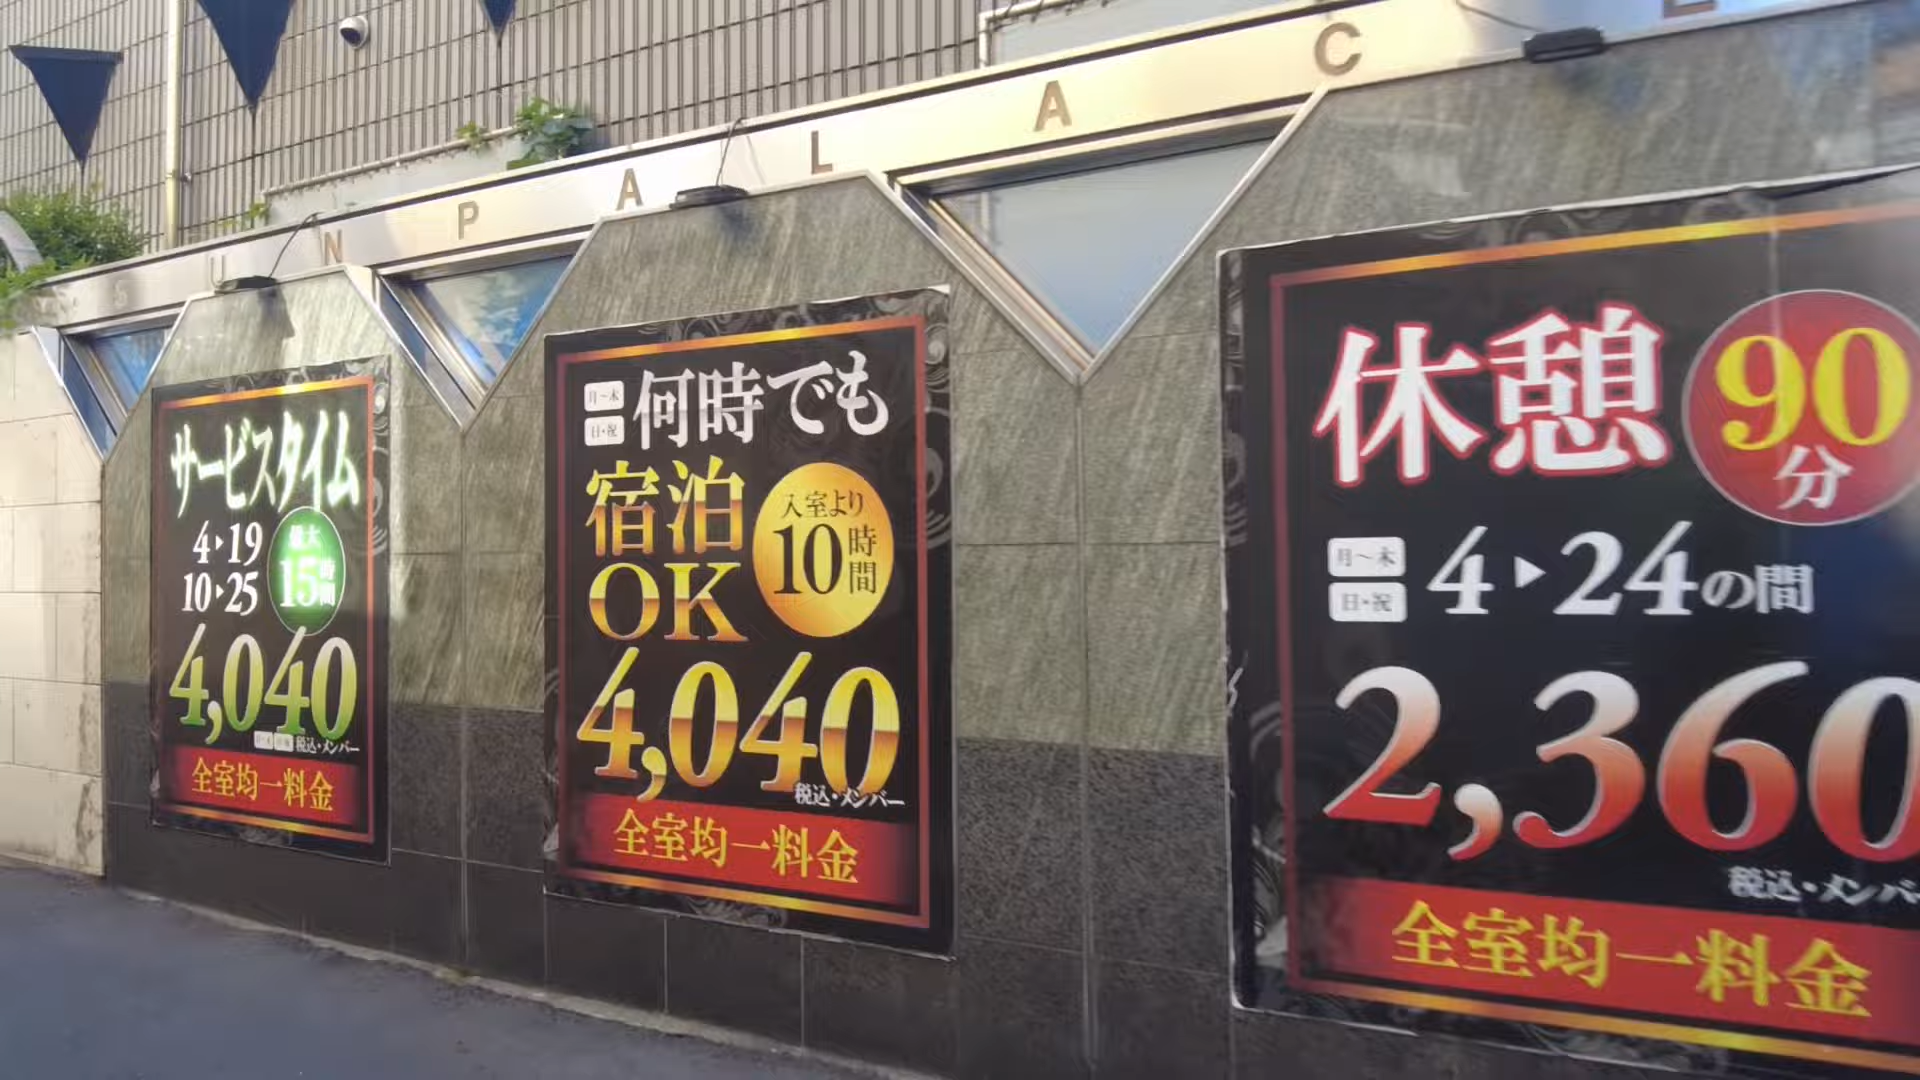 SUN PALACE
サービスタイム
4▶19
10▶25
最大
15時間
4,040
税込・メンバー
全室均一料金
月～木
日・祝
何時でも
宿泊
OK
入室より
10時間
4,040
税込・メンバー
全室均一料金
休憩
90
分
月～木
日・祝
4▶24の間
2,360
税込・メンバー
全室均一料金